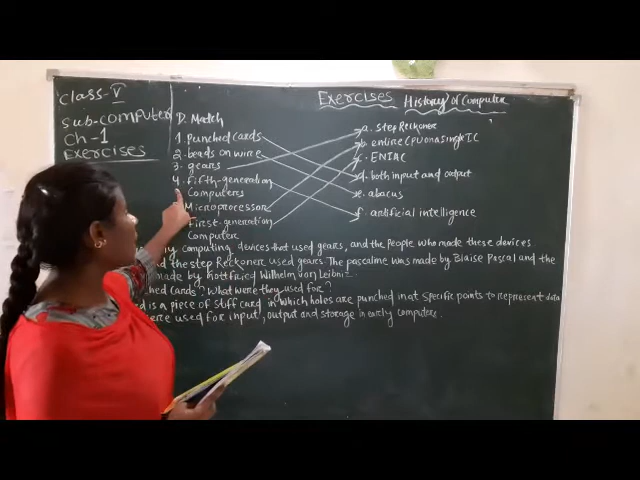 Class-V
Sub-computer
Ch-1
Exercises
Exercises History of Computer
D. Match
1. Punched cards
2. beads on wire
3. gears
4. fifth-generation
Computers
Microprocessor
first-generation
Computer
a. step Reckoner
b. entire CPU on a single IC
c. ENIAC
d. both input and output
e. abacus
f. artificial intelligence
computing devices that used gears, and the People who made these devices.
and the step Reckoner used gears. The pascaline was made by Blaise Pascal and the
made by Gottfried Wilhelm von Leibniz.
cards? What were they used for?
is a piece of stiff card in which holes are punched in at specific points to represent data
used for input, output and storage in early computers.